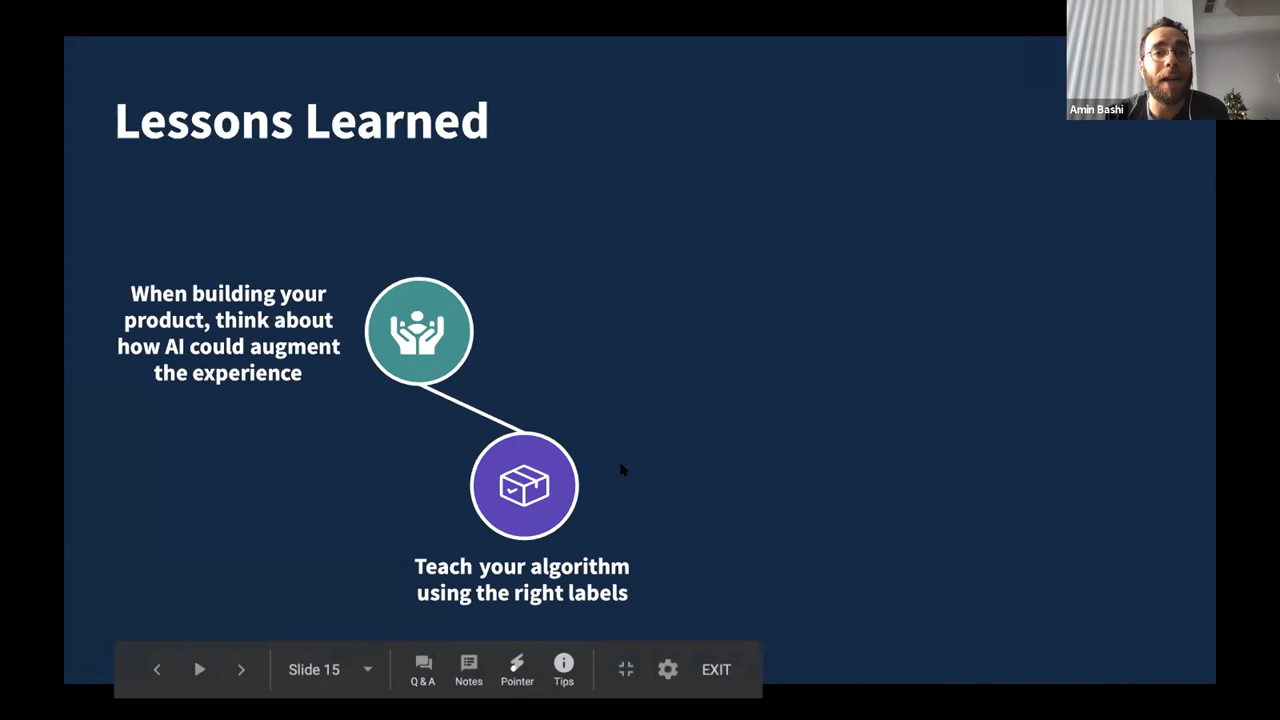 Amin Bashi
Lessons Learned
When building your
product, think about
how AI could augment
the experience
Teach your algorithm
using the right labels
Slide 15
Q & A
Notes
Pointer
Tips
EXIT